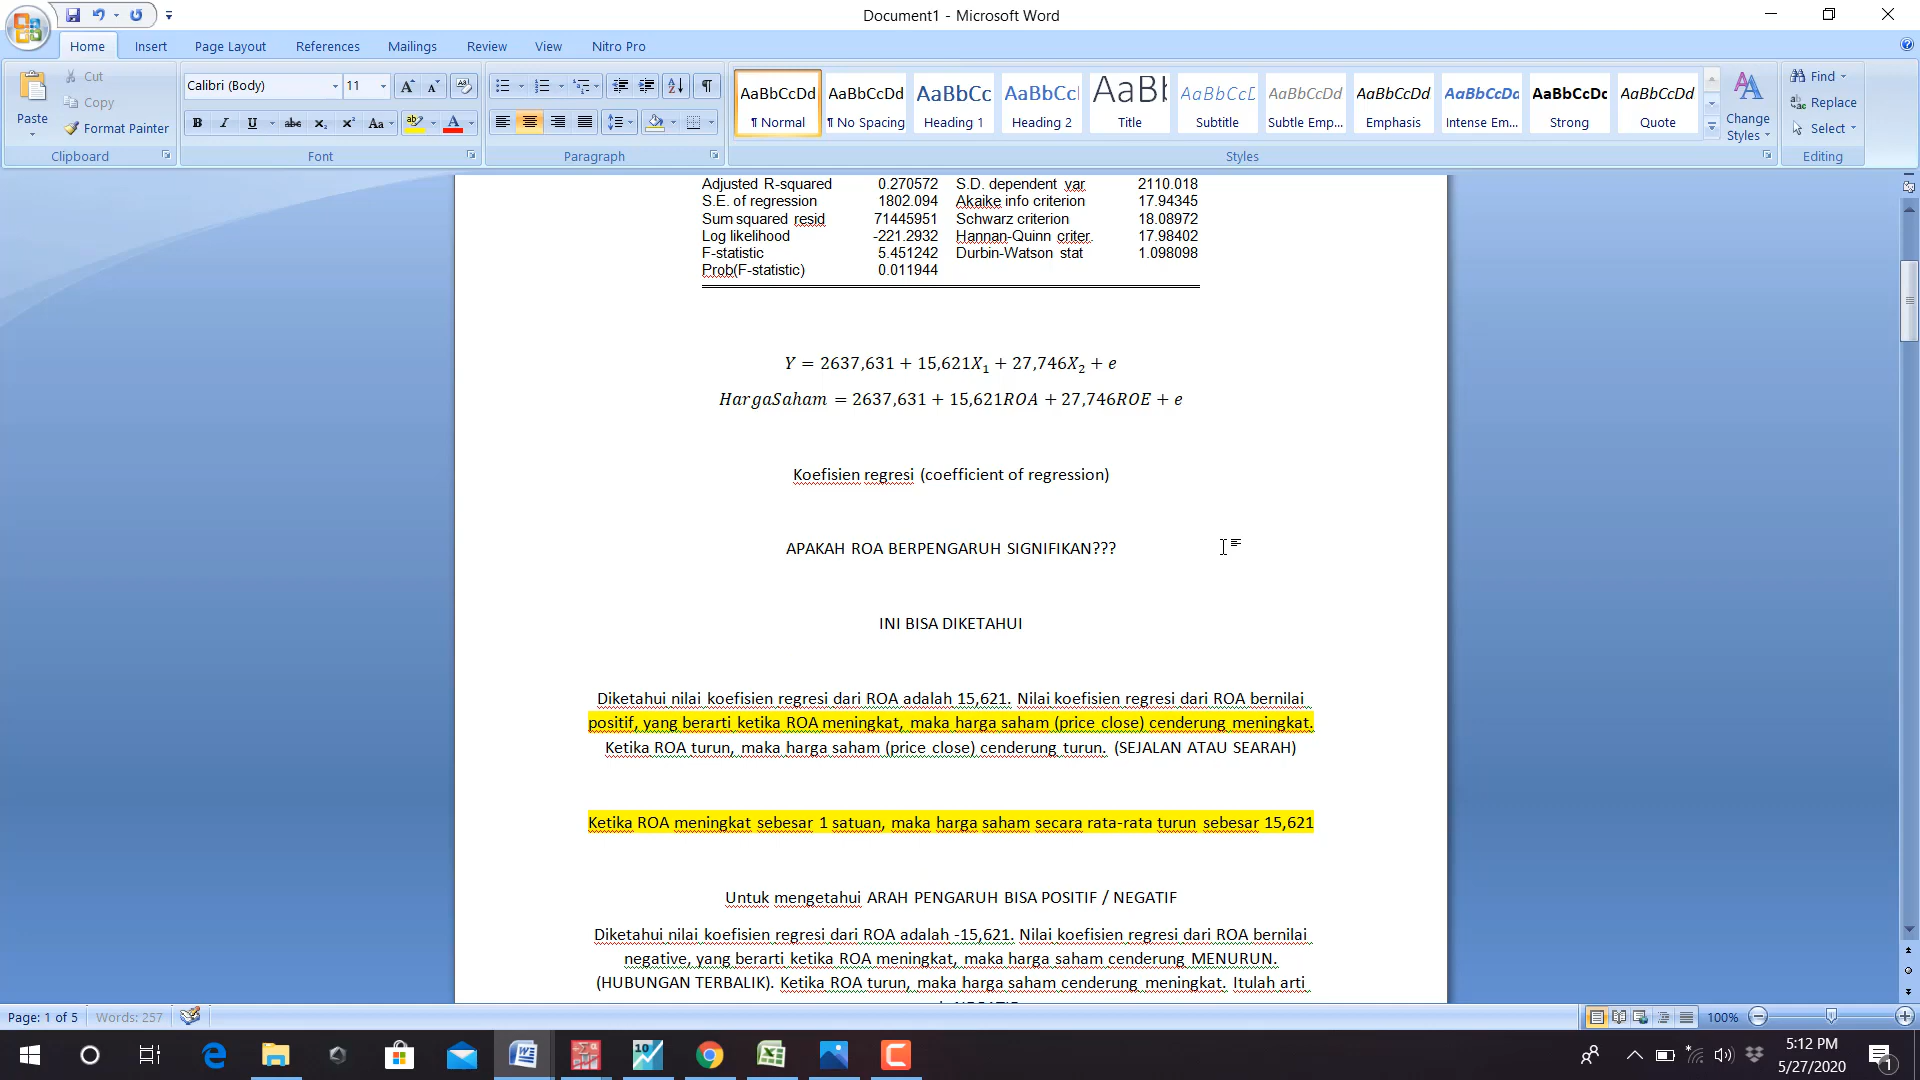 Document1 - Microsoft Word
Home Insert Page Layout References Mailings Review View Nitro Pro
Paste
Cut
Copy
Format Painter
Clipboard
Calibri (Body) 11
Font
Paragraph
AaBbCcDd AaBbCcDd AaBbCc AaBbCcI AaBI AaBbCcL AaBbCcDd AaBbCcDd AaBbCcDa AaBbCcDc AaBbCcDd
¶ Normal ¶ No Spacing Heading 1 Heading 2 Title Subtitle Subtle Emp... Emphasis Intense Em... Strong Quote
Change Styles
Styles
Find
Replace
Select
Editing
Adjusted R-squared 0.270572 S.D. dependent var 2110.018
S.E. of regression 1802.094 Akaike info criterion 17.94345
Sum squared resid 71445951 Schwarz criterion 18.08972
Log likelihood -221.2932 Hannan-Quinn criter. 17.98402
F-statistic 5.451242 Durbin-Watson stat 1.098098
Prob(F-statistic) 0.011944
Y = 2637,631 + 15,621X₁ + 27,746X₂ + e
HargaSaham = 2637,631 + 15,621ROA + 27,746ROE + e
Koefisien regresi (coefficient of regression)
APAKAH ROA BERPENGARUH SIGNIFIKAN???
INI BISA DIKETAHUI
Diketahui nilai koefisien regresi dari ROA adalah 15,621. Nilai koefisien regresi dari ROA bernilai
positif, yang berarti ketika ROA meningkat, maka harga saham (price close) cenderung meningkat.
Ketika ROA turun, maka harga saham (price close) cenderung turun. (SEJALAN ATAU SEARAH)
Ketika ROA meningkat sebesar 1 satuan, maka harga saham secara rata-rata turun sebesar 15,621
Untuk mengetahui ARAH PENGARUH BISA POSITIF / NEGATIF
Diketahui nilai koefisien regresi dari ROA adalah -15,621. Nilai koefisien regresi dari ROA bernilai
negative, yang berarti ketika ROA meningkat, maka harga saham cenderung MENURUN.
(HUBUNGAN TERBALIK). Ketika ROA turun, maka harga saham cenderung meningkat. Itulah arti
Page: 1 of 5 Words: 257 100%
5:12 PM
5/27/2020